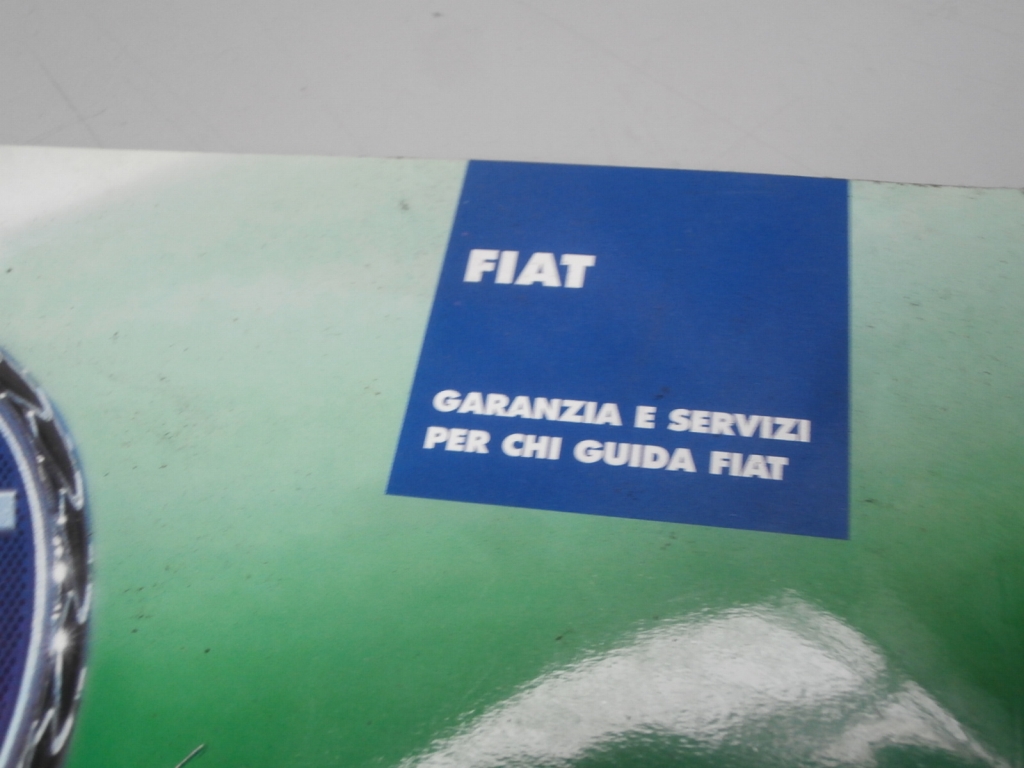 FIAT
GARANZIA E SERVIZI
PER CHI GUIDA FIAT